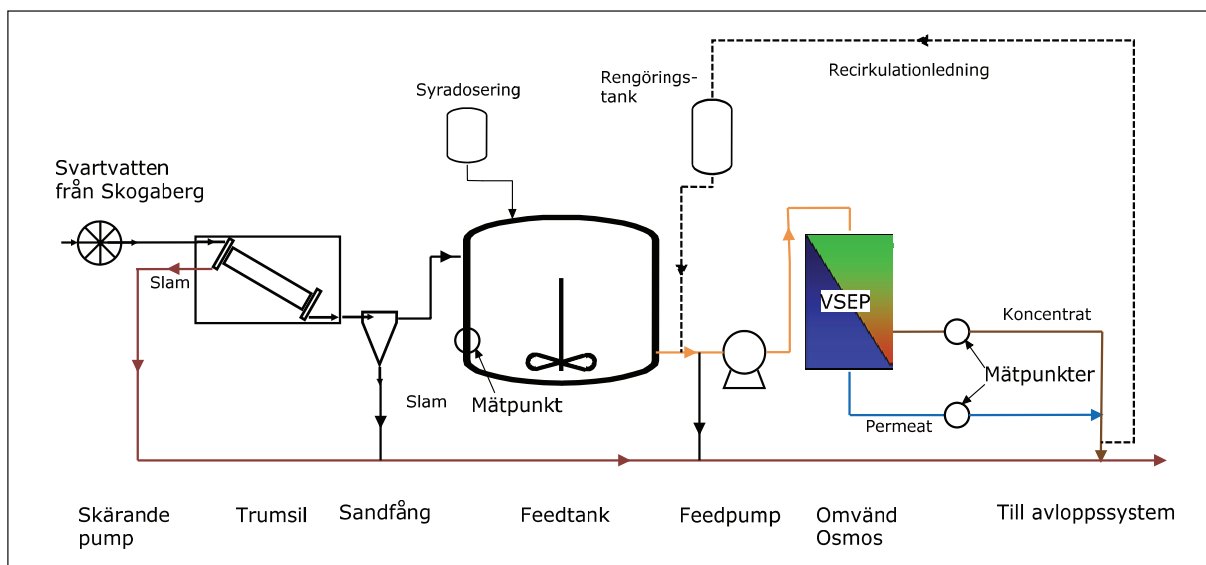 Recirkulationledning
Rengörings-
tank
Syradosering
Svartvatten
från Skogaberg
Slam
VSEP
Koncentrat
Mätpunkter
Mätpunkt
Slam
Permeat
Skärande
pump
Trumsil
Sandfång
Feedtank
Feedpump
Omvänd
Osmos
Till avloppssystem